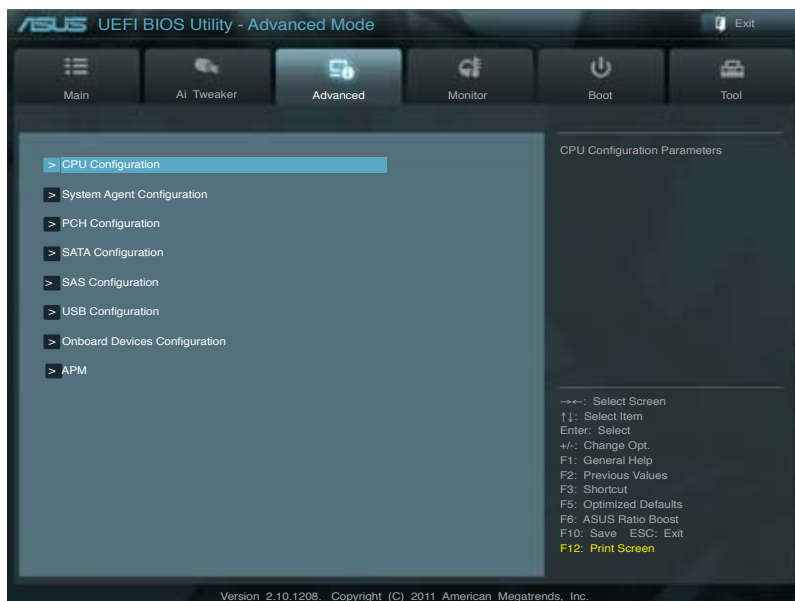 ASUS UEFI BIOS Utility - Advanced Mode
Exit
Main
Ai Tweaker
Advanced
Monitor
Boot
Tool
> CPU Configuration
> System Agent Configuration
> PCH Configuration
> SATA Configuration
> SAS Configuration
> USB Configuration
> Onboard Devices Configuration
> APM
CPU Configuration Parameters
→←: Select Screen
↑↓: Select Item
Enter: Select
+/-: Change Opt.
F1: General Help
F2: Previous Values
F3: Shortcut
F5: Optimized Defaults
F6: ASUS Ratio Boost
F10: Save ESC: Exit
F12: Print Screen
Version 2.10.1208. Copyright (C) 2011 American Megatrends, Inc.